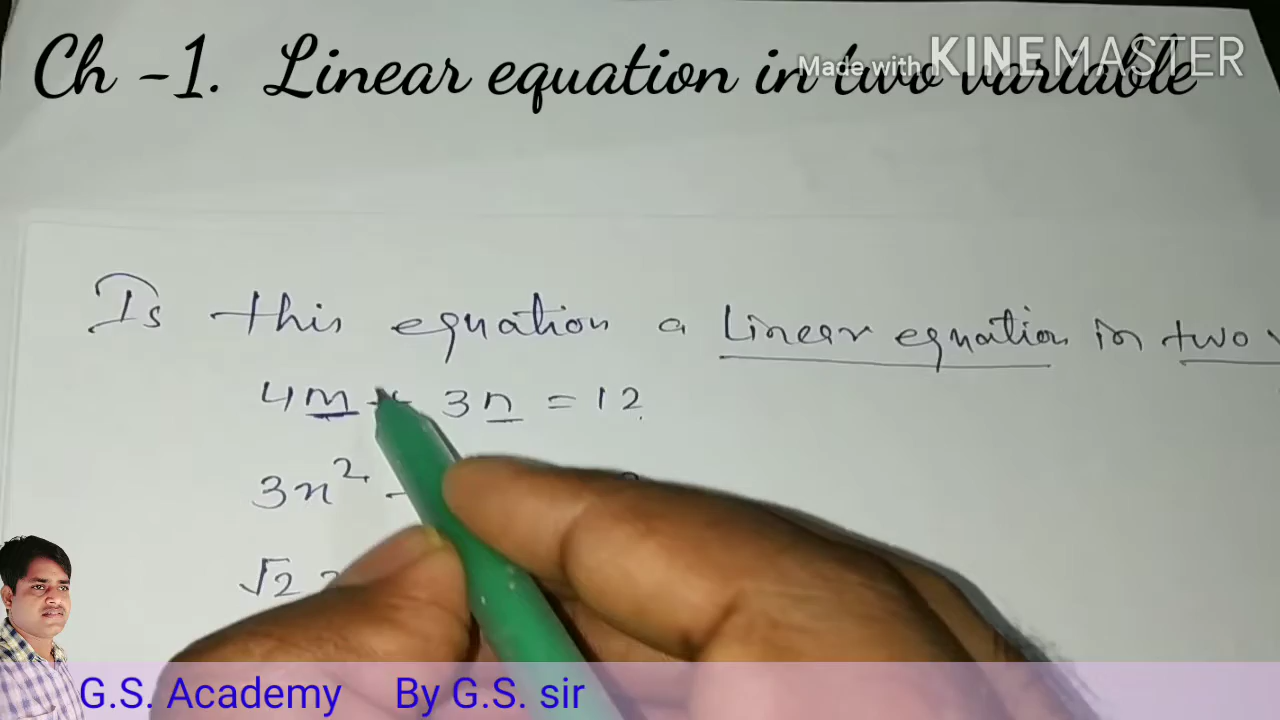 Ch -1. Linear equation in two variable
Made with KINEMASTER
Is this equation a Linear equation in two
4m + 3n = 12
3x² -
√2
G.S. Academy By G.S. sir